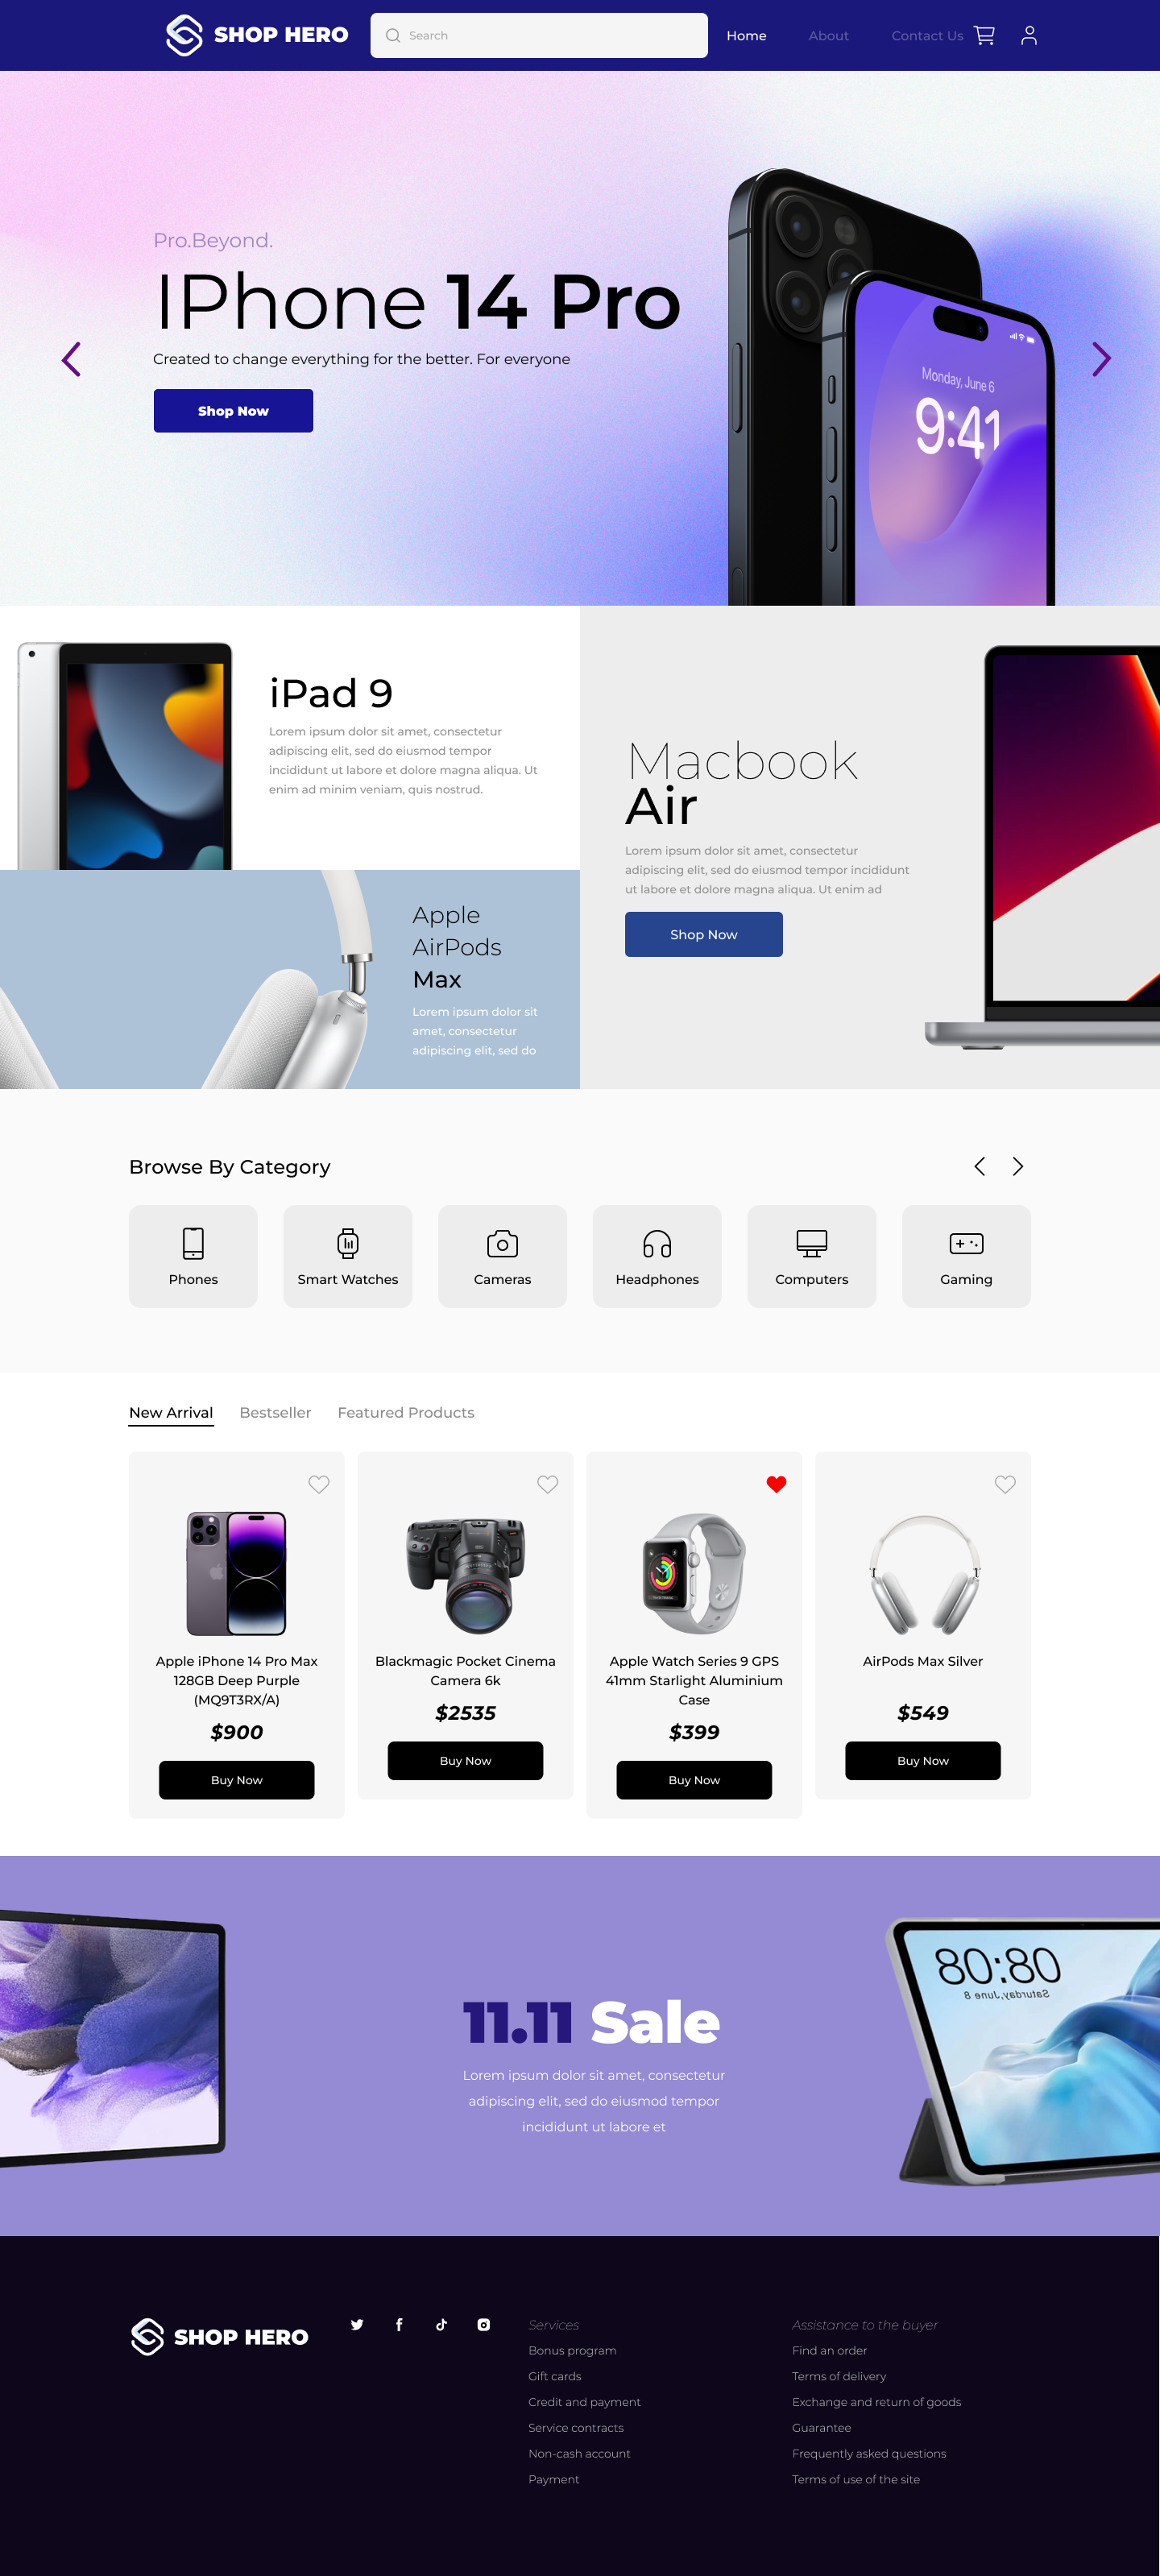 SHOP HERO
Search
Home
About
Contact Us
Pro.Beyond.
IPhone 14 Pro
Created to change everything for the better. For everyone
Shop Now
Monday, June 6
9:41
iPad 9
Lorem ipsum dolor sit amet, consectetur
adipiscing elit, sed do eiusmod tempor
incididunt ut labore et dolore magna aliqua. Ut
enim ad minim veniam, quis nostrud.
Apple
AirPods
Max
Lorem ipsum dolor sit
amet, consectetur
adipiscing elit, sed do
Macbook
Air
Lorem ipsum dolor sit amet, consectetur
adipiscing elit, sed do eiusmod tempor incididunt
ut labore et dolore magna aliqua. Ut enim ad
Shop Now
Browse By Category
Phones
Smart Watches
Cameras
Headphones
Computers
Gaming
New Arrival
Bestseller
Featured Products
Apple iPhone 14 Pro Max
128GB Deep Purple
(MQ9T3RX/A)
$900
Buy Now
Blackmagic Pocket Cinema
Camera 6k
$2535
Buy Now
Apple Watch Series 9 GPS
41mm Starlight Aluminium
Case
$399
Buy Now
AirPods Max Silver
$549
Buy Now
11.11 Sale
Lorem ipsum dolor sit amet, consectetur
adipiscing elit, sed do eiusmod tempor
incididunt ut labore et
08:08
Saturday, June 8
SHOP HERO
Services
Bonus program
Gift cards
Credit and payment
Service contracts
Non-cash account
Payment
Assistance to the buyer
Find an order
Terms of delivery
Exchange and return of goods
Guarantee
Frequently asked questions
Terms of use of the site